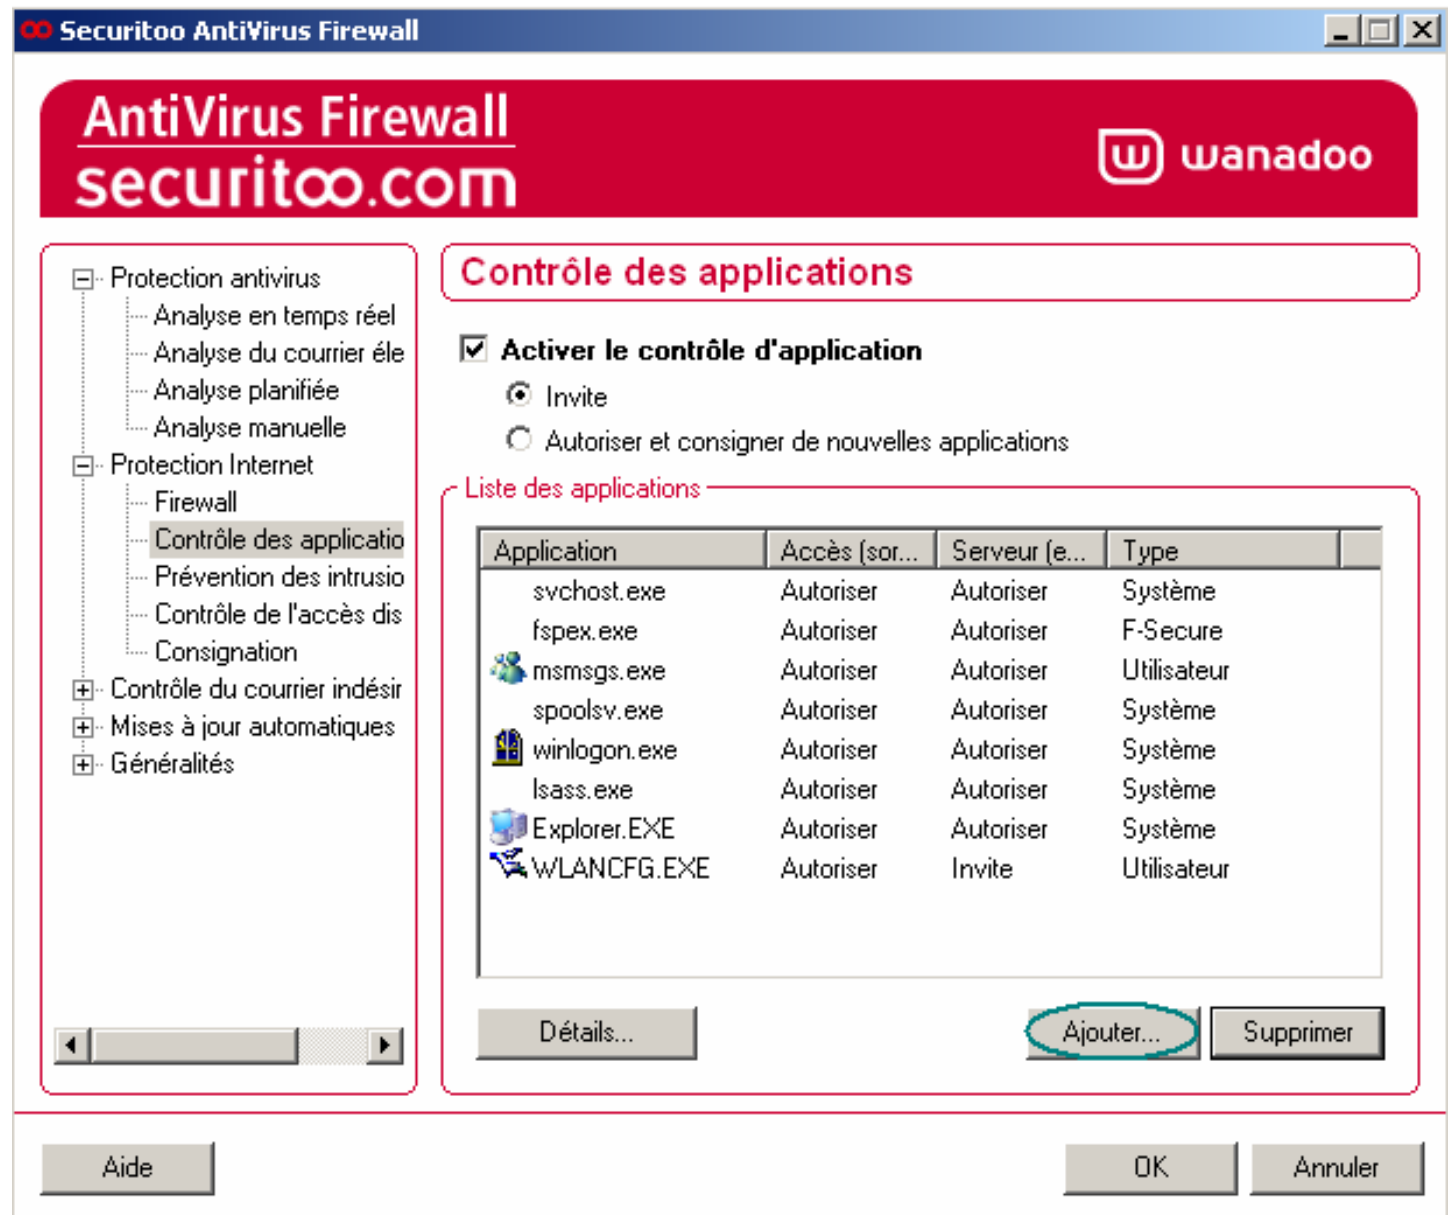 Securitoo AntiVirus Firewall
AntiVirus Firewall
securitoo.com
wanadoo
Protection antivirus
Analyse en temps réel
Analyse du courrier éle
Analyse planifiée
Analyse manuelle
Protection Internet
Firewall
Contrôle des applicatio
Prévention des intrusio
Contrôle de l'accès dis
Consignation
Contrôle du courrier indésir
Mises à jour automatiques
Généralités
Contrôle des applications
Activer le contrôle d'application
Invite
Autoriser et consigner de nouvelles applications
Liste des applications
Application Accès (sor... Serveur (e... Type
svchost.exe Autoriser Autoriser Système
fspex.exe Autoriser Autoriser F-Secure
msmsgs.exe Autoriser Autoriser Utilisateur
spoolsv.exe Autoriser Autoriser Système
winlogon.exe Autoriser Autoriser Système
lsass.exe Autoriser Autoriser Système
Explorer.EXE Autoriser Autoriser Système
WLANCFG.EXE Autoriser Invite Utilisateur
Détails... Ajouter... Supprimer
Aide OK Annuler